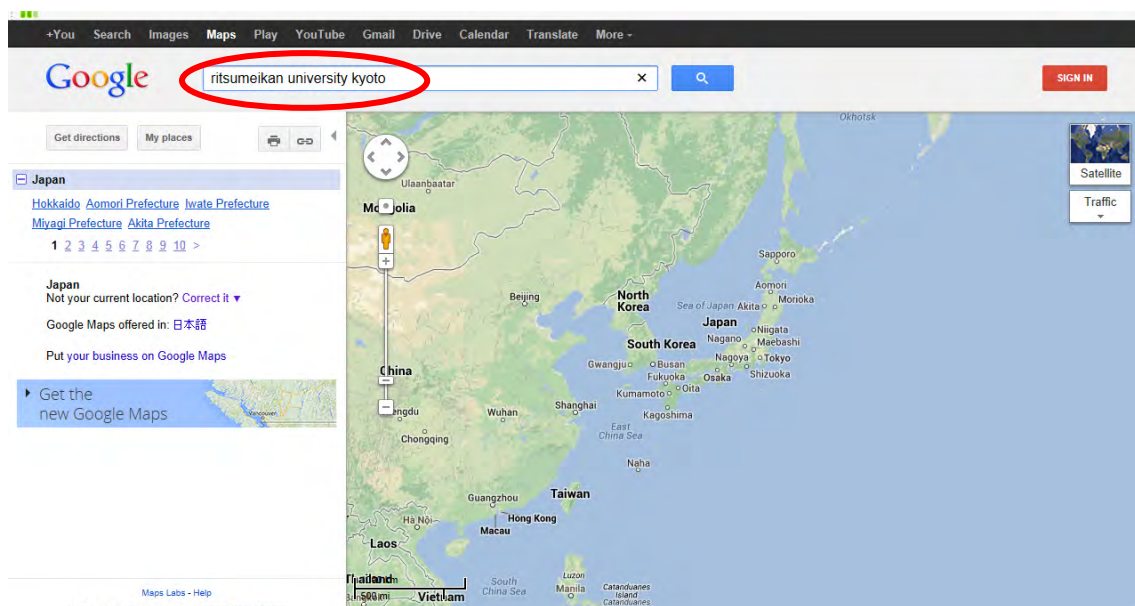 +You Search Images Maps Play YouTube Gmail Drive Calendar Translate More
Google
ritsumeikan university kyoto
SIGN IN
Get directions
My places
Japan
Hokkaido Aomori Prefecture Iwate Prefecture
Miyagi Prefecture Akita Prefecture
1 2 3 4 5 6 7 8 9 10 >
Japan
Not your current location? Correct it ▼
Google Maps offered in: 日本語
Put your business on Google Maps
Get the
new Google Maps
Vancouver
Maps Labs - Help
Okhotsk
Satellite
Traffic
Ulaanbaatar
Sapporo
Aomori
Beijing
North
Korea
Sea of Japan
Akita
Morioka
Japan
Niigata
South Korea
Nagano
Maebashi
Gwangju
Busan
Nagoya
Tokyo
China
Fukuoka
Osaka
Shizuoka
Kumamoto
Oita
Shanghai
Wuhan
Kagoshima
East
China Sea
Chongqing
Naha
Guangzhou
Taiwan
Hà Nội
Hong Kong
Macau
Laos
South
China Sea
Luzon
Manila
Catanduanes
Island
Catanduanes
500 mi
Vietnam